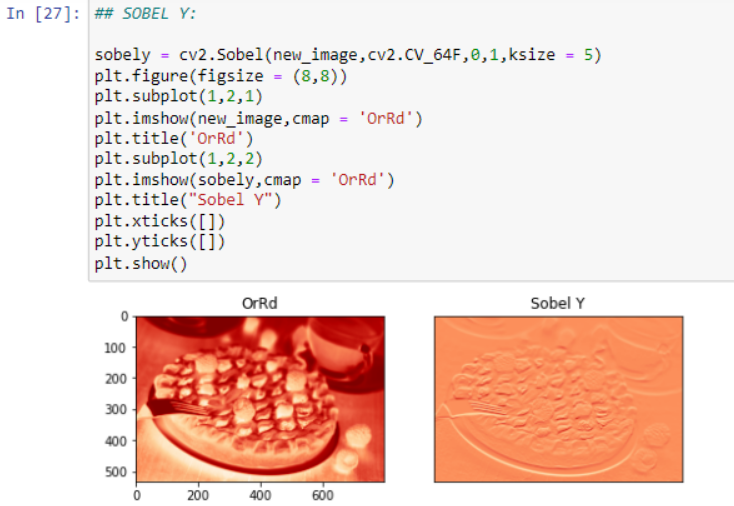 In [27]: ## SOBEL Y:
sobely = cv2.Sobel(new_image,cv2.CV_64F,0,1,ksize = 5)
plt.figure(figsize = (8,8))
plt.subplot(1,2,1)
plt.imshow(new_image,cmap = 'OrRd')
plt.title('OrRd')
plt.subplot(1,2,2)
plt.imshow(sobely,cmap = 'OrRd')
plt.title("Sobel Y")
plt.xticks([])
plt.yticks([])
plt.show()
OrRd
Sobel Y
0
100
200
300
400
500
0 200 400 600